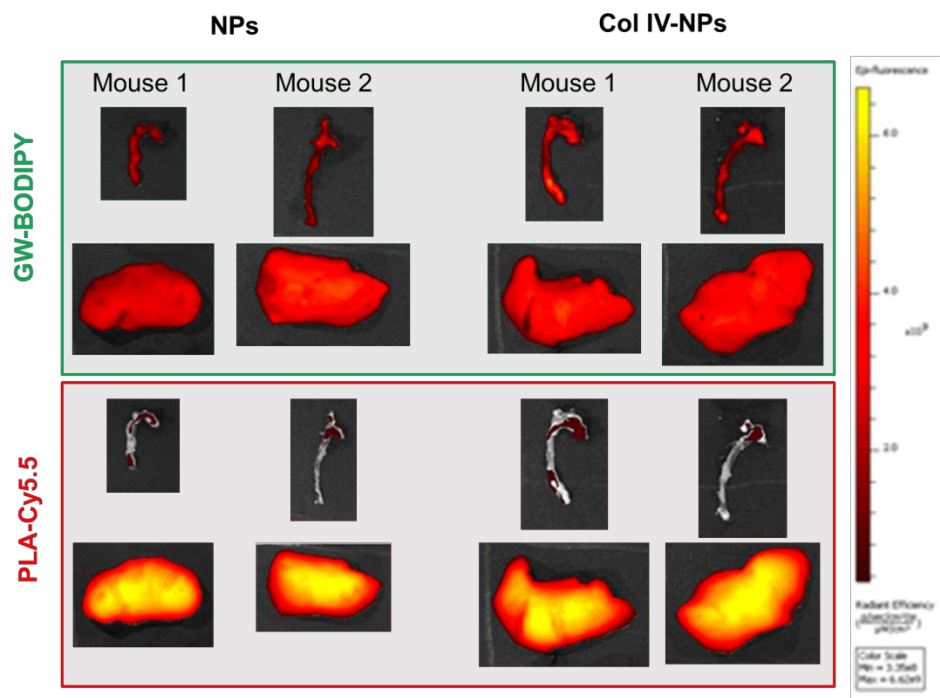 NPs
Col IV-NPs
Mouse 1
Mouse 2
Mouse 1
Mouse 2
GW-BODIPY
PLA-Cy5.5
Epi-fluorescence
6.0
4.0
x10⁹
2.0
Radiant Efficiency
Color Scale
Min = 3.35e8
Max = 6.62e9